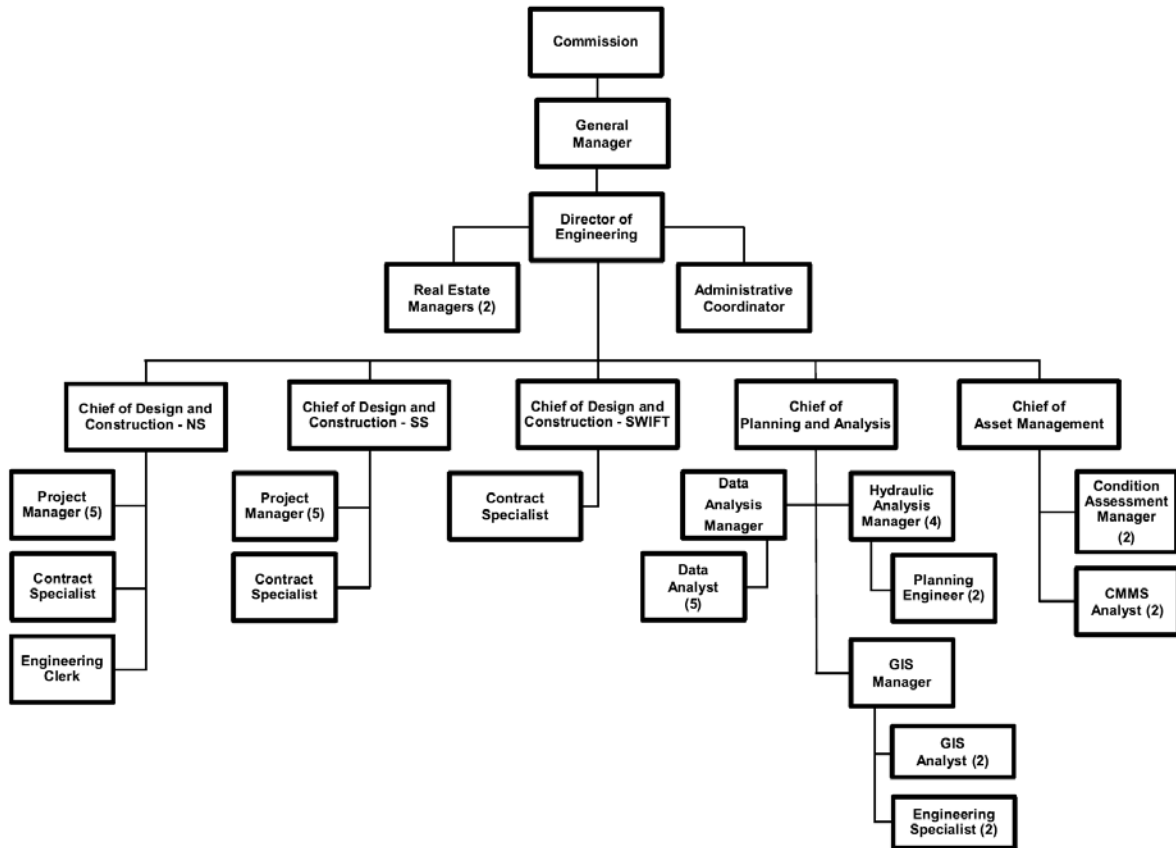 Commission
General
Manager
Director of
Engineering
Real Estate
Managers (2)
Administrative
Coordinator
Chief of Design and
Construction - NS
Chief of Design and
Construction - SS
Chief of Design and
Construction - SWIFT
Chief of
Planning and Analysis
Chief of
Asset Management
Project
Manager (5)
Contract
Specialist
Engineering
Clerk
Project
Manager (5)
Contract
Specialist
Contract
Specialist
Data
Analysis
Manager
Data
Analyst
(5)
Hydraulic
Analysis
Manager (4)
Planning
Engineer (2)
GIS
Manager
GIS
Analyst (2)
Engineering
Specialist (2)
Condition
Assessment
Manager
(2)
CMMS
Analyst (2)